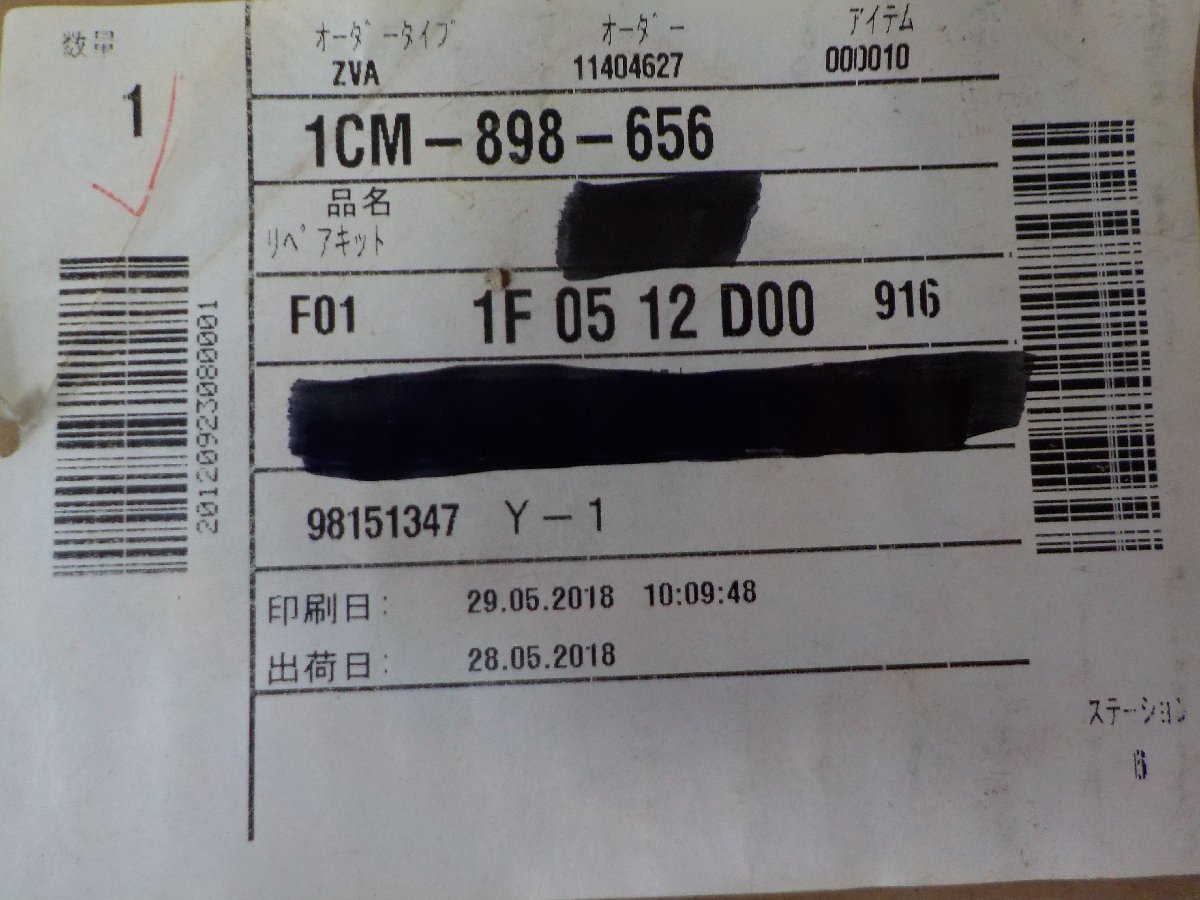 数量
1
2012092308000​1
オーダータイプ オーダー アイテム
ZVA 11404627 000010
1CM-898-656
品名
リペアキット
F01 1F 05 12 D00 916
98151347 Y-1
印刷日: 29.05.2018 10:09:48
出荷日: 28.05.2018
ステーション
6